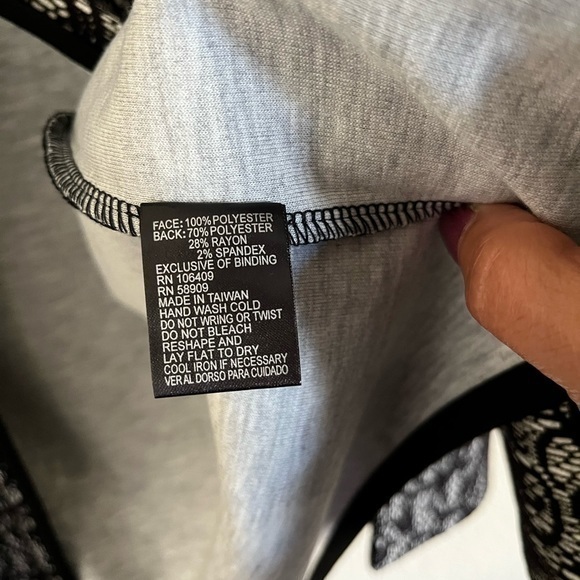 FACE: 100% POLYESTER
BACK: 70% POLYESTER
28% RAYON
2% SPANDEX
EXCLUSIVE OF BINDING
RN 106409
RN 58909
MADE IN TAIWAN
HAND WASH COLD
DO NOT WRING OR TWIST
DO NOT BLEACH
RESHAPE AND
LAY FLAT TO DRY
COOL IRON IF NECESSARY
VER AL DORSO PARA CUIDADO